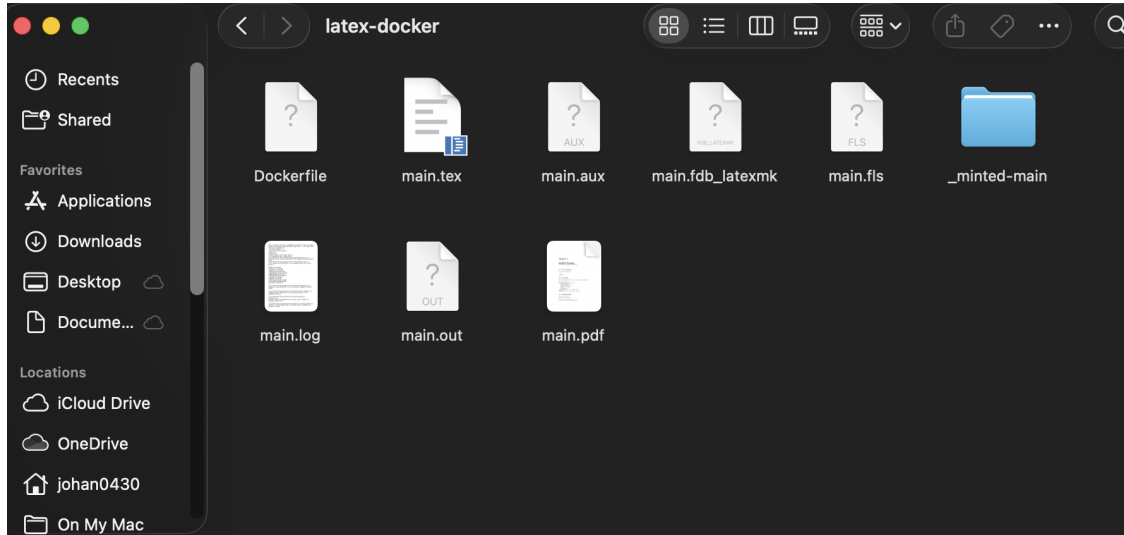 latex-docker
Recents
Shared
Favorites
Applications
Downloads
Desktop
Docume...
Locations
iCloud Drive
OneDrive
johan0430
On My Mac
?
?
AUX
?
FDB_LATEXMK
?
FLS
Dockerfile
main.tex
main.aux
main.fdb_latexmk
main.fls
_minted-main
?
OUT
main.log
main.out
main.pdf